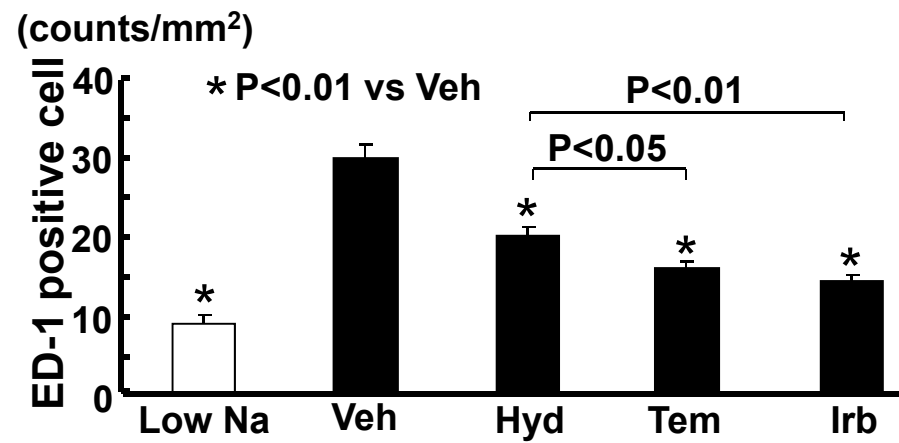 (counts/mm²)
ED-1 positive cell
40
30
20
10
0
* P<0.01 vs Veh
P<0.01
P<0.05
*
*
*
*
Low Na Veh Hyd Tem Irb